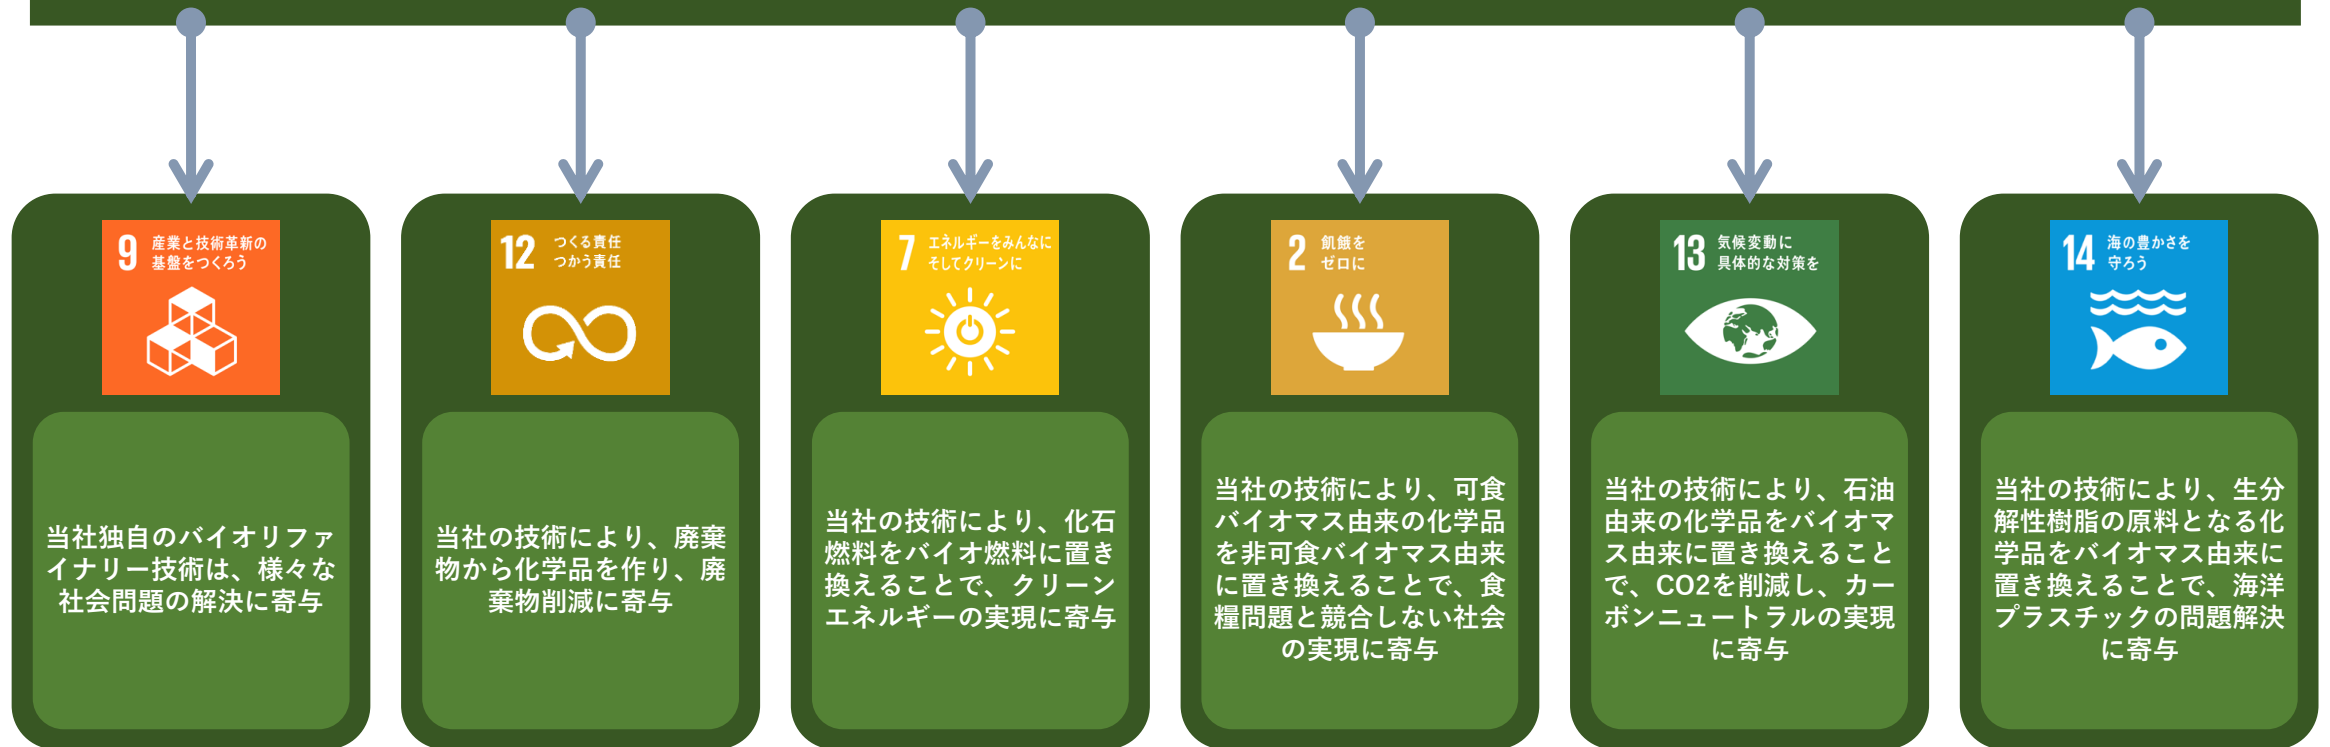 9
産業と技術革新の
基盤をつくろう
当社独自のバイオリファ
イナリー技術は、様々な
社会問題の解決に寄与
12
つくる責任
つかう責任
当社の技術により、廃棄
物から化学品を作り、廃
棄物削減に寄与
7
エネルギーをみんなに
そしてクリーンに
当社の技術により、化石
燃料をバイオ燃料に置き
換えることで、クリーン
エネルギーの実現に寄与
2
飢餓を
ゼロに
当社の技術により、可食
バイオマス由来の化学品
を非可食バイオマス由来
に置き換えることで、食
糧問題と競合しない社会
の実現に寄与
13
気候変動に
具体的な対策を
当社の技術により、石油
由来の化学品をバイオマ
ス由来に置き換えること
で、CO2を削減し、カー
ボンニュートラルの実現
に寄与
14
海の豊かさを
守ろう
当社の技術により、生分
解性樹脂の原料となる化
学品をバイオマス由来に
置き換えることで、海洋
プラスチックの問題解決
に寄与